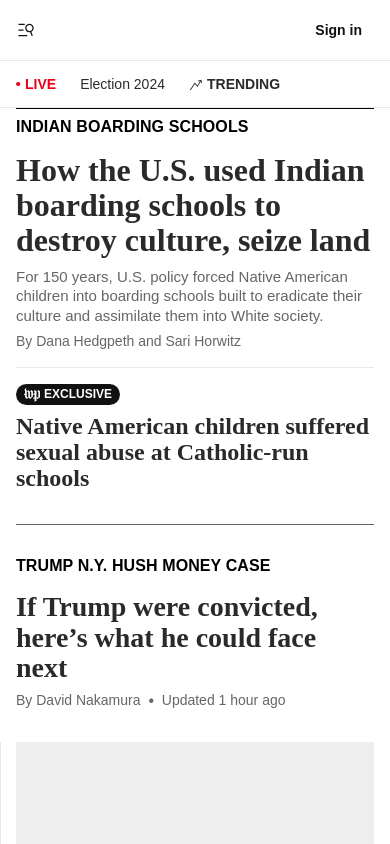 Sign in
• LIVE Election 2024 TRENDING
INDIAN BOARDING SCHOOLS
How the U.S. used Indian
boarding schools to
destroy culture, seize land
For 150 years, U.S. policy forced Native American
children into boarding schools built to eradicate their
culture and assimilate them into White society.
By Dana Hedgpeth and Sari Horwitz
wp EXCLUSIVE
Native American children suffered
sexual abuse at Catholic-run
schools
TRUMP N.Y. HUSH MONEY CASE
If Trump were convicted,
here’s what he could face
next
By David Nakamura • Updated 1 hour ago